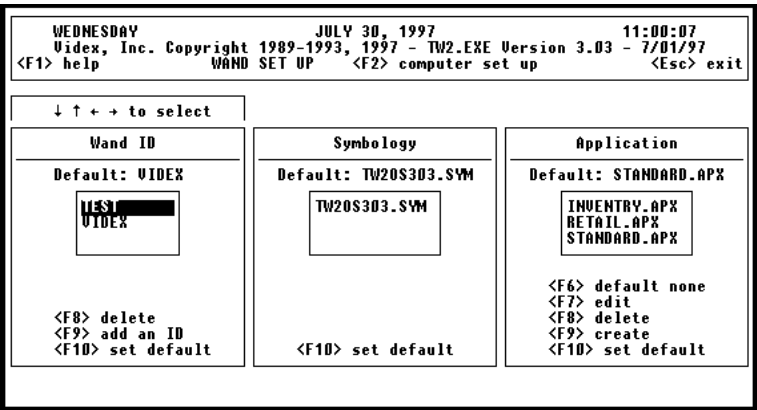 WEDNESDAY JULY 30, 1997 11:00:07
Videx, Inc. Copyright 1989-1993, 1997 - TW2.EXE Version 3.03 - 7/01/97
<F1> help WAND SET UP <F2> computer set up <Esc> exit
↓ ↑ ← → to select
Wand ID
Default: VIDEX
TEST
VIDEX
<F8> delete
<F9> add an ID
<F10> set default
Symbology
Default: TW20S303.SYM
TW20S303.SYM
<F10> set default
Application
Default: STANDARD.APX
INVENTRY.APX
RETAIL.APX
STANDARD.APX
<F6> default none
<F7> edit
<F8> delete
<F9> create
<F10> set default